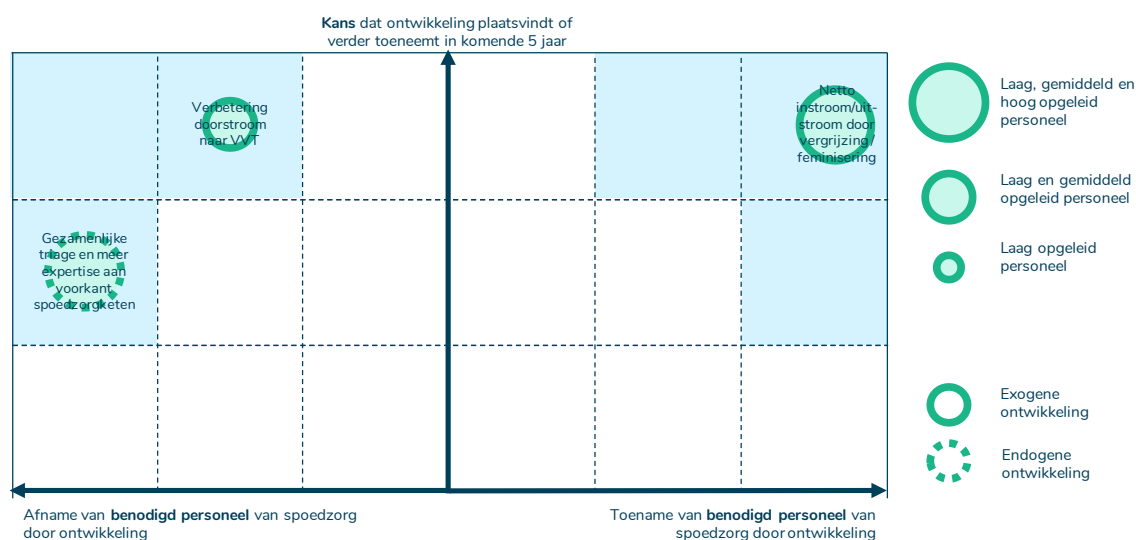 Kans dat ontwikkeling plaatsvindt of
verder toeneemt in komende 5 jaar
Verbetering
doorstroom
naar VVT
Netto
instroom/uit-
stroom door
vergrijzing/
feminisering
Gezamenlijke
triage en meer
expertise aan
voorkant
spoedzorgketen
Afname van benodigd personeel van spoedzorg
door ontwikkeling
Toename van benodigd personeel van
spoedzorg door ontwikkeling
Laag, gemiddeld en
hoog opgeleid
personeel
Laag en gemiddeld
opgeleid personeel
Laag opgeleid
personeel
Exogene
ontwikkeling
Endogene
ontwikkeling